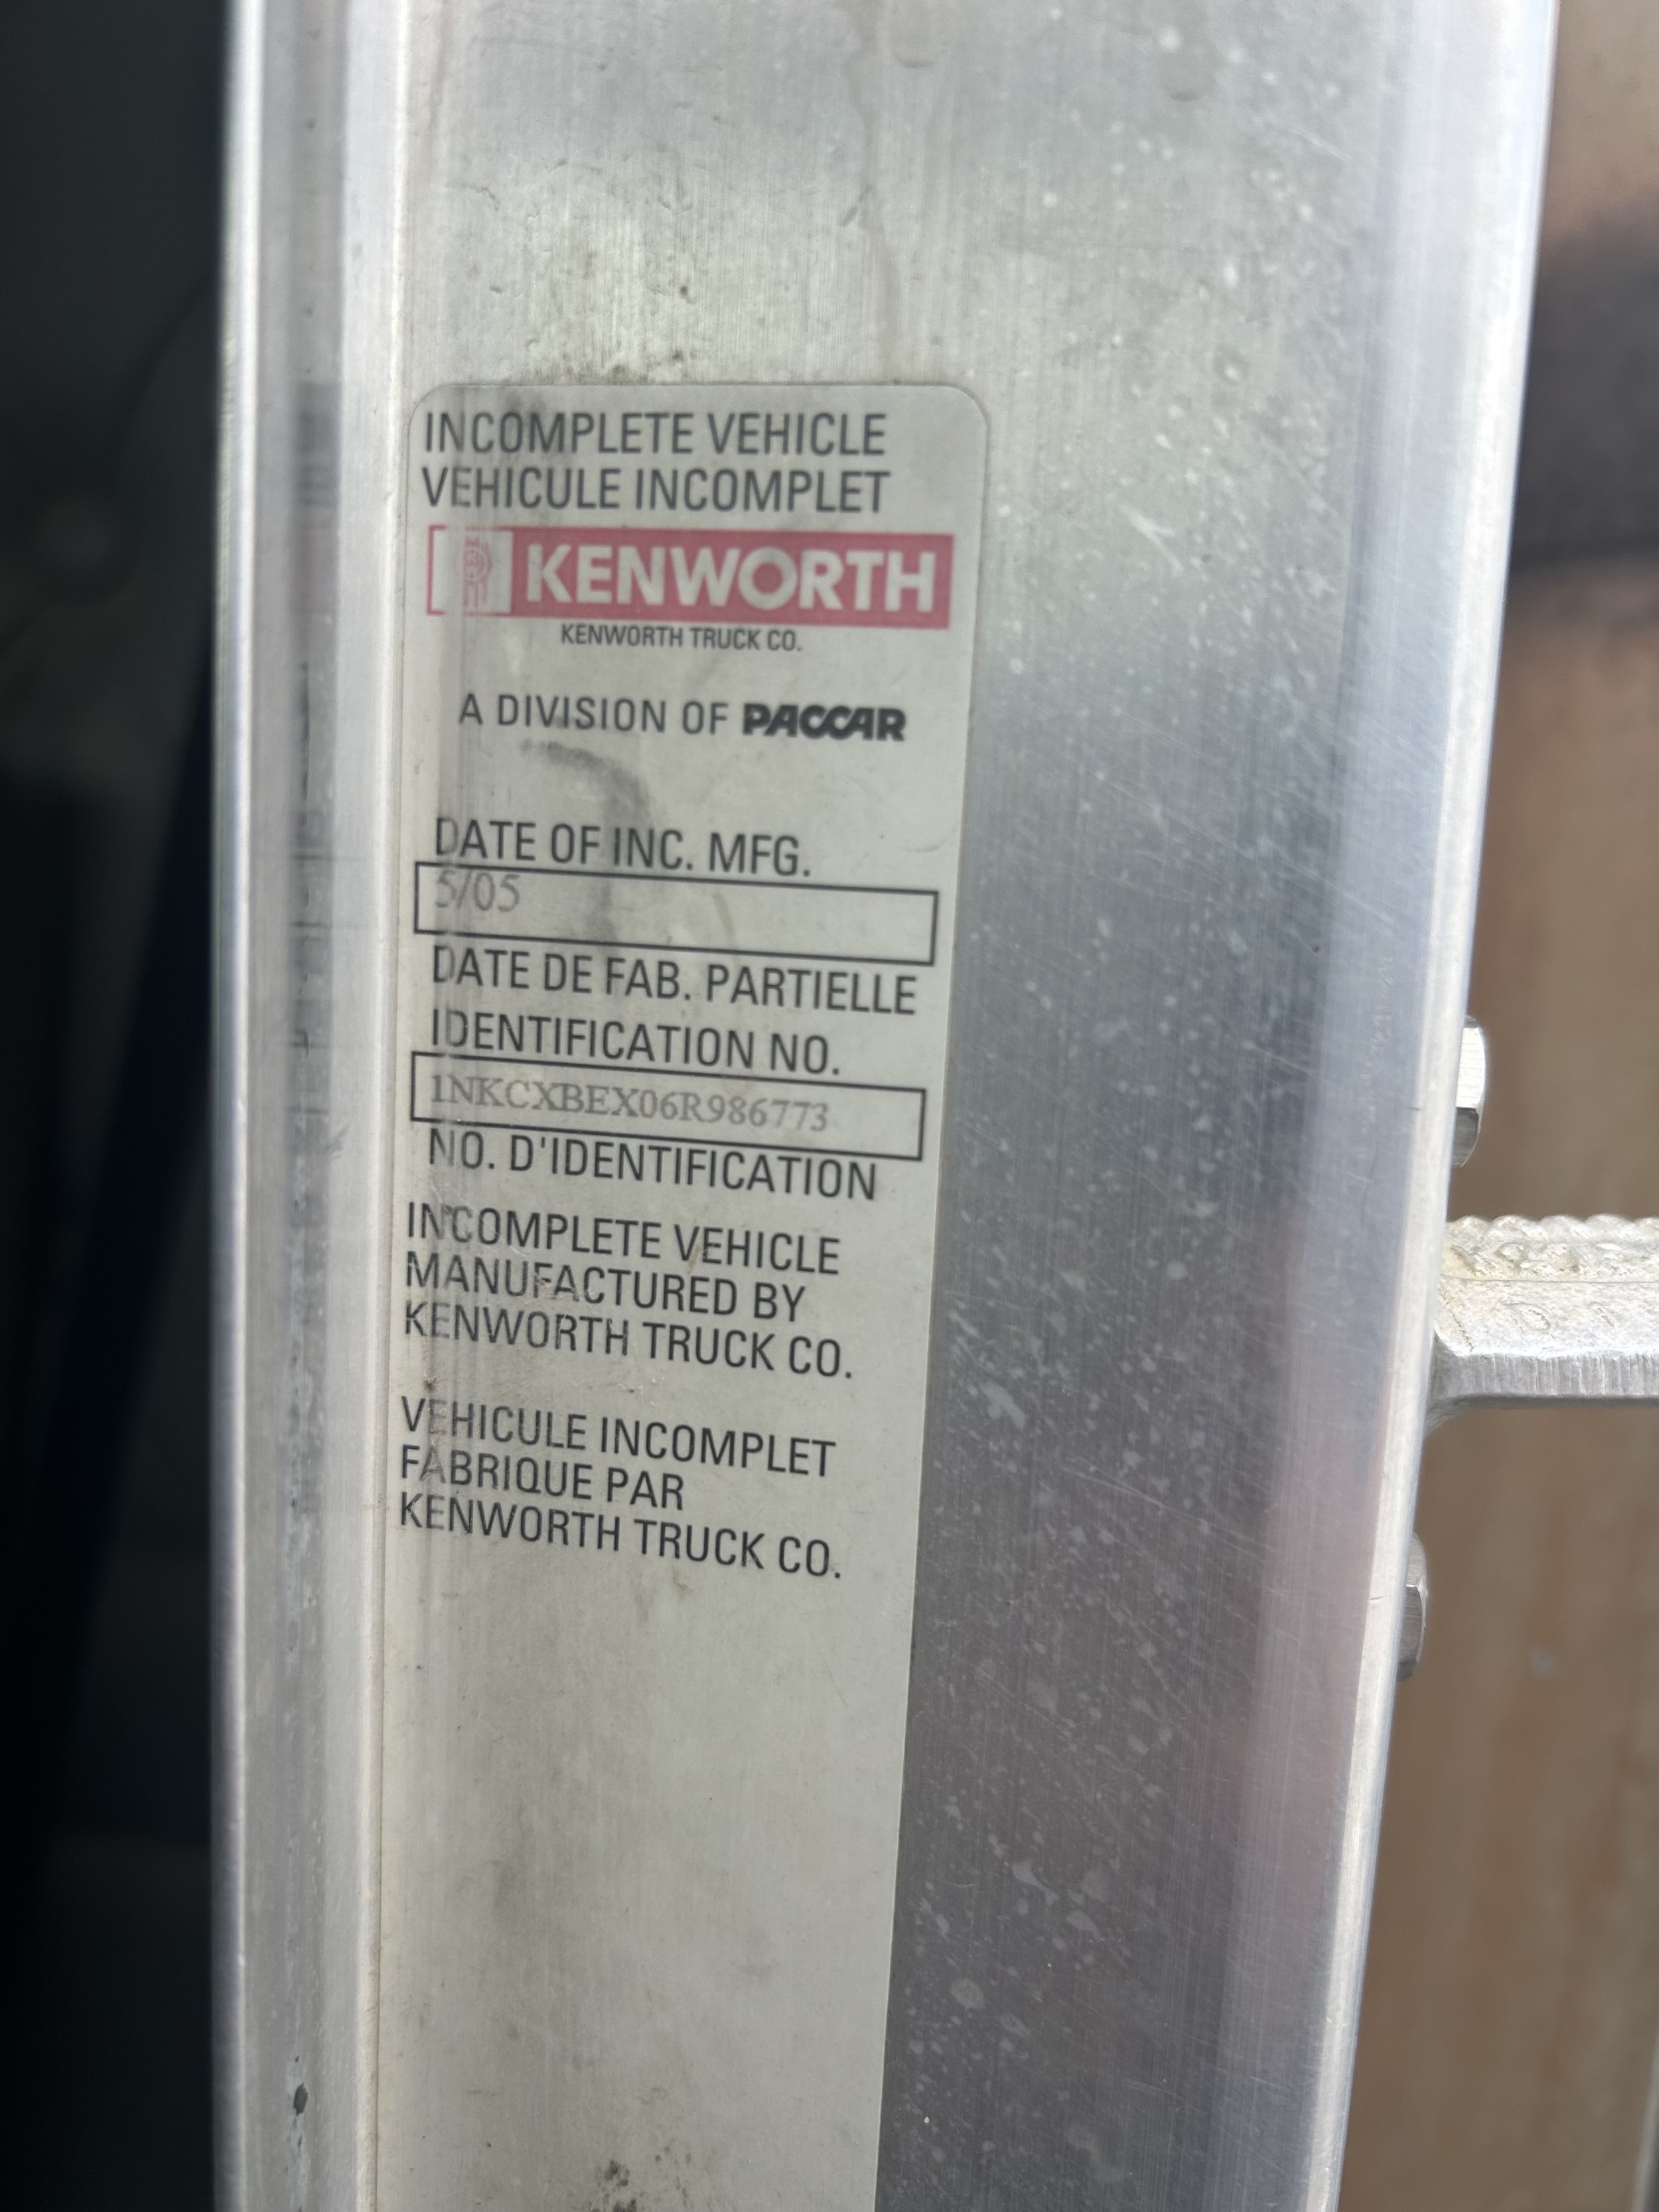 INCOMPLETE VEHICLE
VEHICULE INCOMPLET
KENWORTH
KENWORTH TRUCK CO.
A DIVISION OF PACCAR
DATE OF INC. MFG.
5/05
DATE DE FAB. PARTIELLE
IDENTIFICATION NO.
1NKCXBEX06R986773
NO. D'IDENTIFICATION
INCOMPLETE VEHICLE
MANUFACTURED BY
KENWORTH TRUCK CO.
VEHICULE INCOMPLET
FABRIQUE PAR
KENWORTH TRUCK CO.